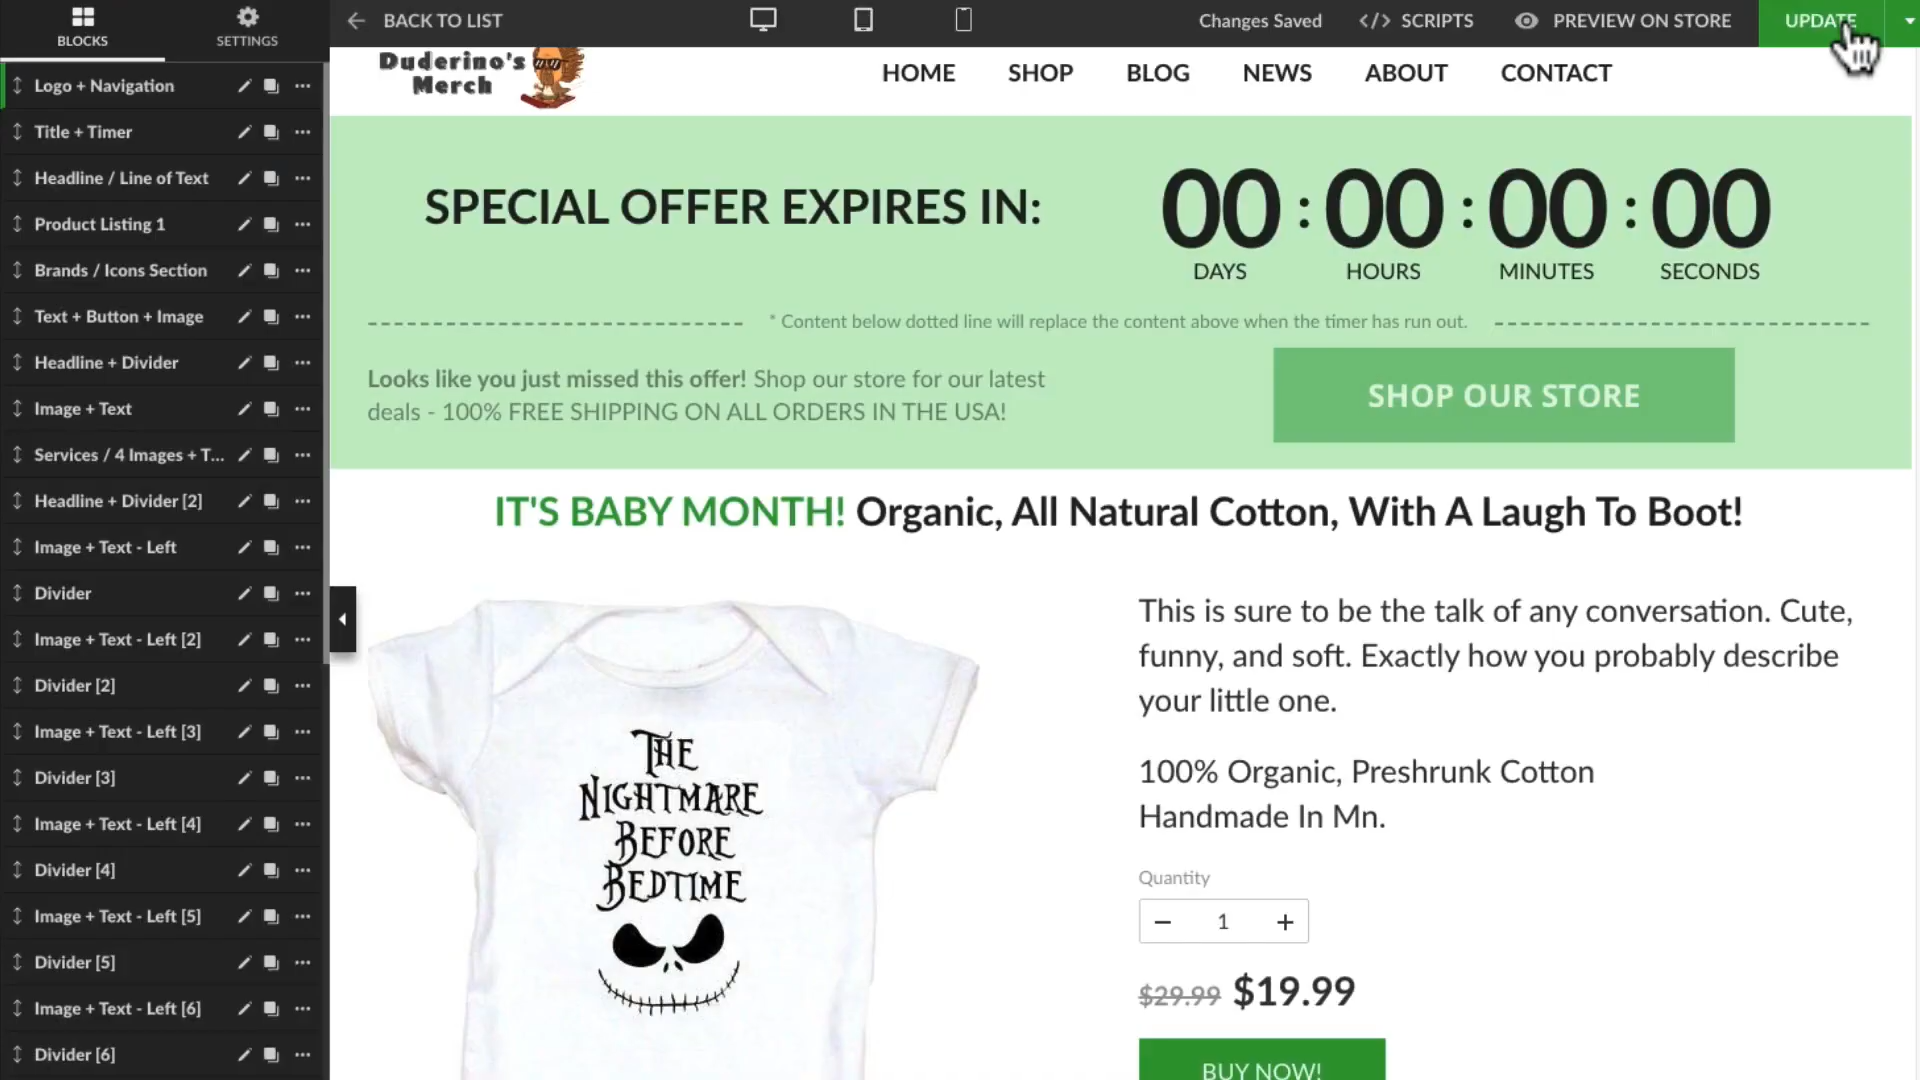 BLOCKS
SETTINGS
BACK TO LIST
Changes Saved
</> SCRIPTS
PREVIEW ON STORE
UPDATE
Logo + Navigation
Title + Timer
Headline / Line of Text
Product Listing 1
Brands / Icons Section
Text + Button + Image
Headline + Divider
Image + Text
Services / 4 Images + T...
Headline + Divider [2]
Image + Text - Left
Divider
Image + Text - Left [2]
Divider [2]
Image + Text - Left [3]
Divider [3]
Image + Text - Left [4]
Divider [4]
Image + Text - Left [5]
Divider [5]
Image + Text - Left [6]
Divider [6]
Duderino's
Merch
HOME SHOP BLOG NEWS ABOUT CONTACT
SPECIAL OFFER EXPIRES IN:
00 : 00 : 00 : 00
DAYS HOURS MINUTES SECONDS
* Content below dotted line will replace the content above when the timer has run out.
Looks like you just missed this offer! Shop our store for our latest
deals - 100% FREE SHIPPING ON ALL ORDERS IN THE USA!
SHOP OUR STORE
IT'S BABY MONTH! Organic, All Natural Cotton, With A Laugh To Boot!
THE
NIGHTMARE
BEFORE
BEDTIME
This is sure to be the talk of any conversation. Cute,
funny, and soft. Exactly how you probably describe
your little one.
100% Organic, Preshrunk Cotton
Handmade In Mn.
Quantity
− 1 +
$29.99 $19.99
BUY NOW!